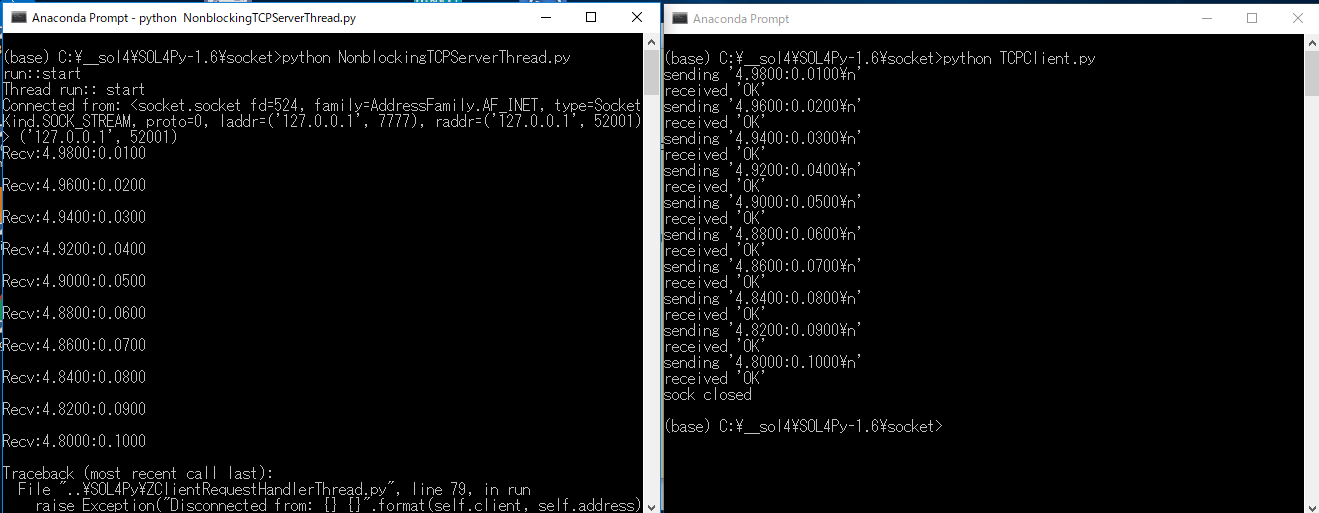 Anaconda Prompt - python  NonblockingTCPServerThread.py
(base) C:¥__sol4¥SOL4Py-1.6¥socket>python NonblockingTCPServerThread.py
run::start
Thread run:: start
Connected from: <socket.socket fd=524, family=AddressFamily.AF_INET, type=Socket
Kind.SOCK_STREAM, proto=0, laddr=('127.0.0.1', 7777), raddr=('127.0.0.1', 52001)
> ('127.0.0.1', 52001)
Recv:4.9800:0.0100
Recv:4.9600:0.0200
Recv:4.9400:0.0300
Recv:4.9200:0.0400
Recv:4.9000:0.0500
Recv:4.8800:0.0600
Recv:4.8600:0.0700
Recv:4.8400:0.0800
Recv:4.8200:0.0900
Recv:4.8000:0.1000
Traceback (most recent call last):
  File "..¥SOL4Py¥ZClientRequestHandlerThread.py", line 79, in run
    raise Exception("Disconnected from: {} {}".format(self.client, self.address)
Anaconda Prompt
(base) C:¥__sol4¥SOL4Py-1.6¥socket>python TCPClient.py
sending '4.9800:0.0100¥n'
received 'OK'
sending '4.9600:0.0200¥n'
received 'OK'
sending '4.9400:0.0300¥n'
received 'OK'
sending '4.9200:0.0400¥n'
received 'OK'
sending '4.9000:0.0500¥n'
received 'OK'
sending '4.8800:0.0600¥n'
received 'OK'
sending '4.8600:0.0700¥n'
received 'OK'
sending '4.8400:0.0800¥n'
received 'OK'
sending '4.8200:0.0900¥n'
received 'OK'
sending '4.8000:0.1000¥n'
received 'OK'
sock closed
(base) C:¥__sol4¥SOL4Py-1.6¥socket>